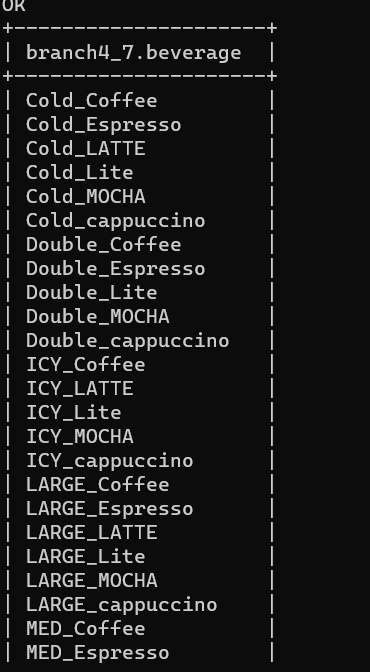 OK
+---------------------+
| branch4_7.beverage  |
+---------------------+
| Cold_Coffee         |
| Cold_Espresso       |
| Cold_LATTE          |
| Cold_Lite           |
| Cold_MOCHA          |
| Cold_cappuccino     |
| Double_Coffee       |
| Double_Espresso     |
| Double_Lite         |
| Double_MOCHA        |
| Double_cappuccino   |
| ICY_Coffee          |
| ICY_LATTE           |
| ICY_Lite            |
| ICY_MOCHA           |
| ICY_cappuccino      |
| LARGE_Coffee        |
| LARGE_Espresso      |
| LARGE_LATTE         |
| LARGE_Lite          |
| LARGE_MOCHA         |
| LARGE_cappuccino    |
| MED_Coffee          |
| MED_Espresso        |